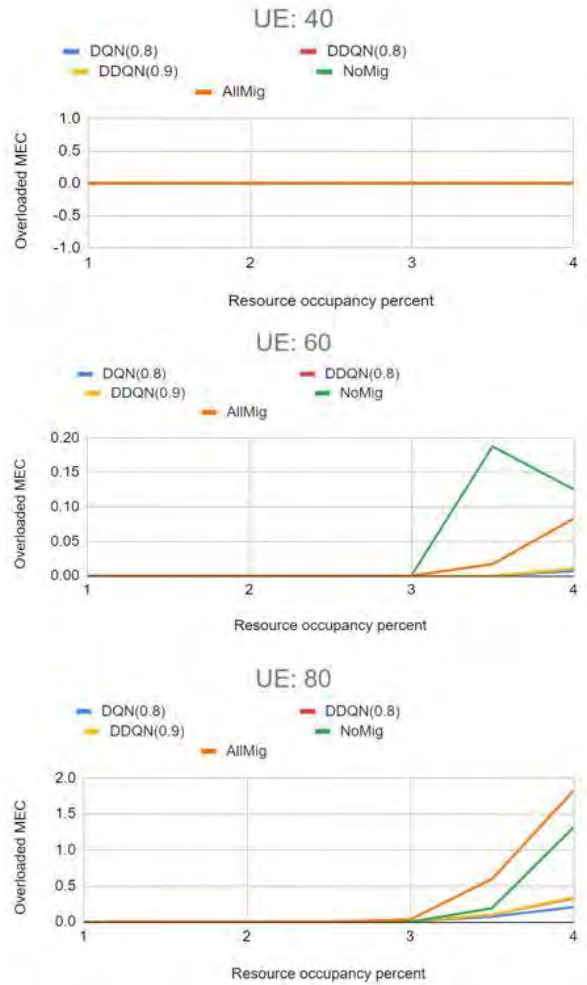 UE: 40
DQN(0.8) DDQN(0.8)
DDQN(0.9) NoMig
AllMig
1.0
0.5
0.0
-0.5
-1.0
Overloaded MEC
1 2 3 4
Resource occupancy percent
UE: 60
DQN(0.8) DDQN(0.8)
DDQN(0.9) NoMig
AllMig
0.20
0.15
0.10
0.05
0.00
Overloaded MEC
1 2 3 4
Resource occupancy percent
UE: 80
DQN(0.8) DDQN(0.8)
DDQN(0.9) NoMig
AllMig
2.0
1.5
1.0
0.5
0.0
Overloaded MEC
1 2 3 4
Resource occupancy percent